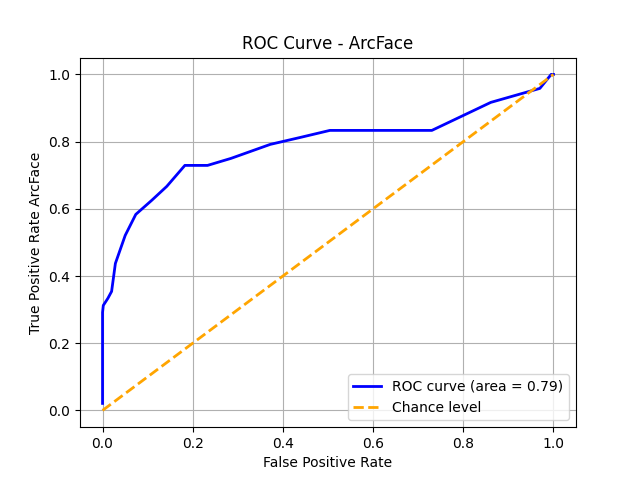 ROC Curve - ArcFace
True Positive Rate ArcFace
1.0
0.8
0.6
0.4
0.2
0.0
0.0 0.2 0.4 0.6 0.8 1.0
False Positive Rate
ROC curve (area = 0.79)
Chance level